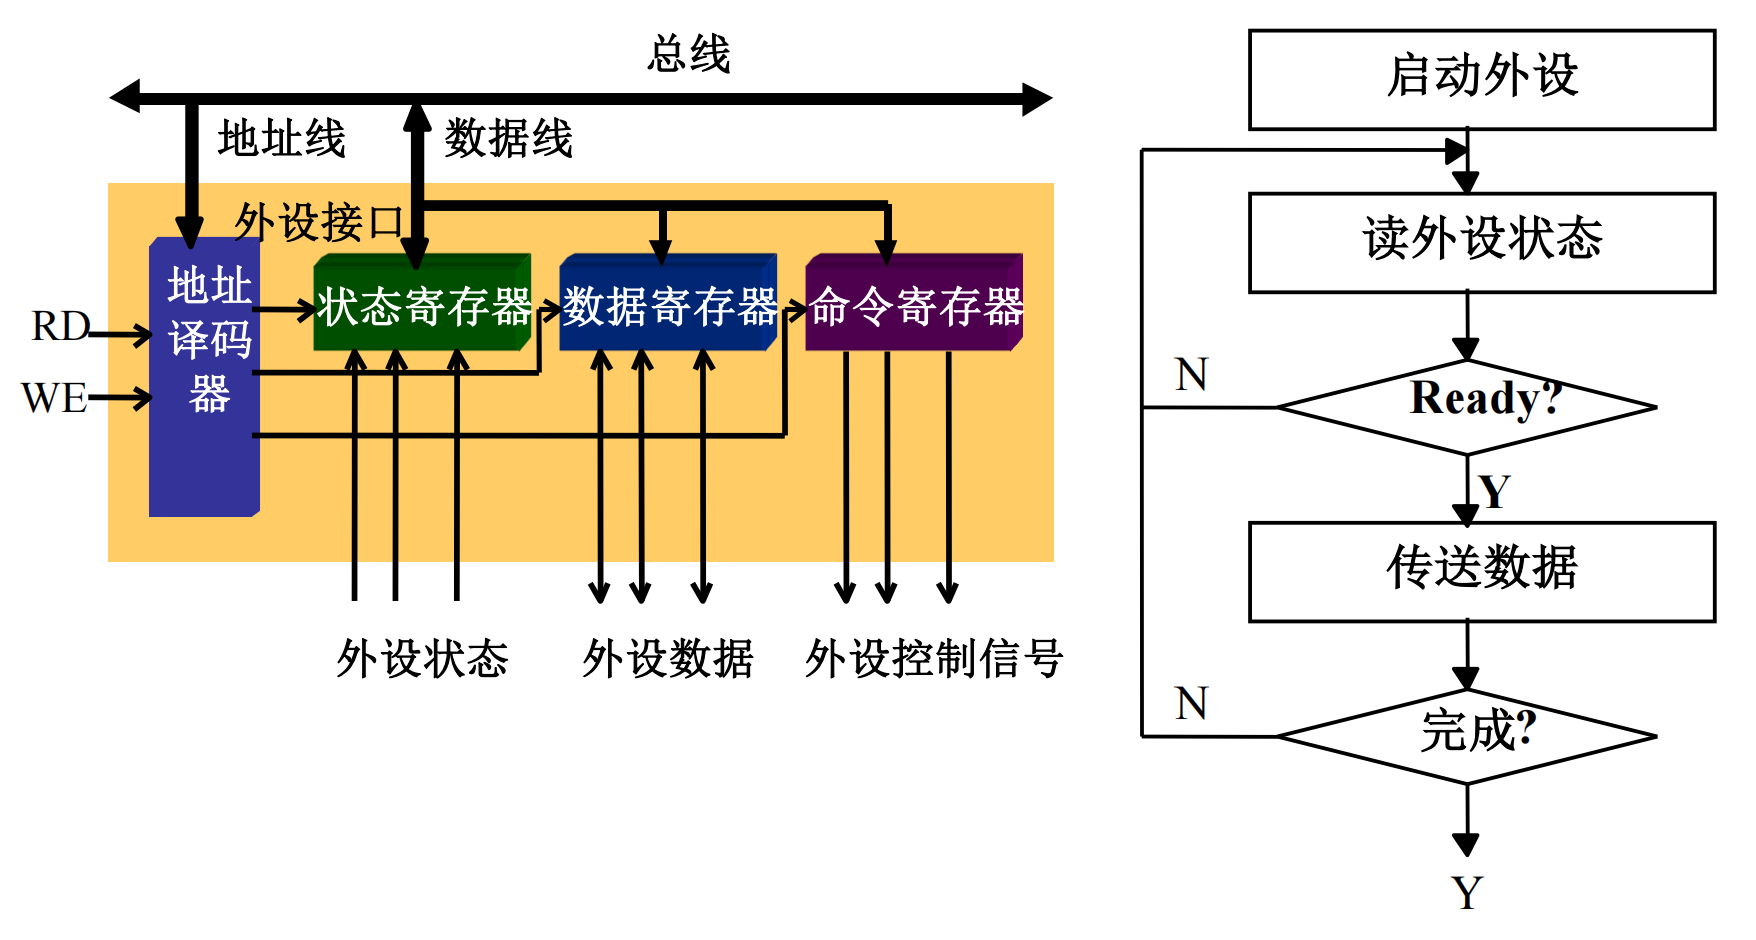 总线
地址线
数据线
外设接口
地址
译码
器
RD
WE
状态寄存器
数据寄存器
命令寄存器
外设状态
外设数据
外设控制信号
启动外设
读外设状态
N
Ready?
Y
传送数据
N
完成?
Y